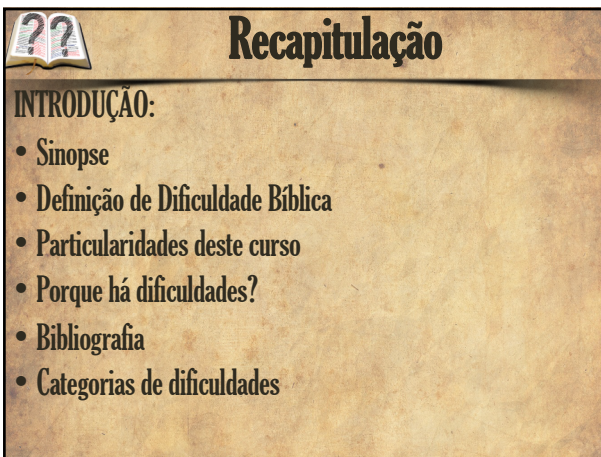 ??
Recapitulação
INTRODUÇÃO:
• Sinopse
• Definição de Dificuldade Bíblica
• Particularidades deste curso
• Porque há dificuldades?
• Bibliografia
• Categorias de dificuldades